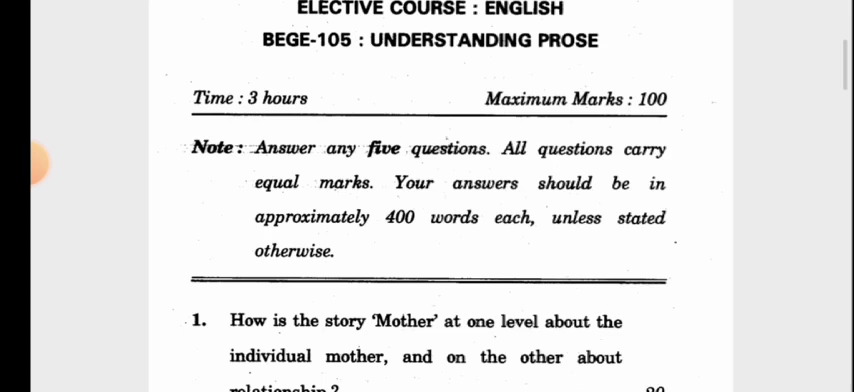 ELECTIVE COURSE : ENGLISH
BEGE-105 : UNDERSTANDING PROSE
Time : 3 hours Maximum Marks : 100
Note : Answer any five questions. All questions carry
equal marks. Your answers should be in
approximately 400 words each, unless stated
otherwise.
1. How is the story 'Mother' at one level about the
individual mother, and on the other about
relationship ? 20